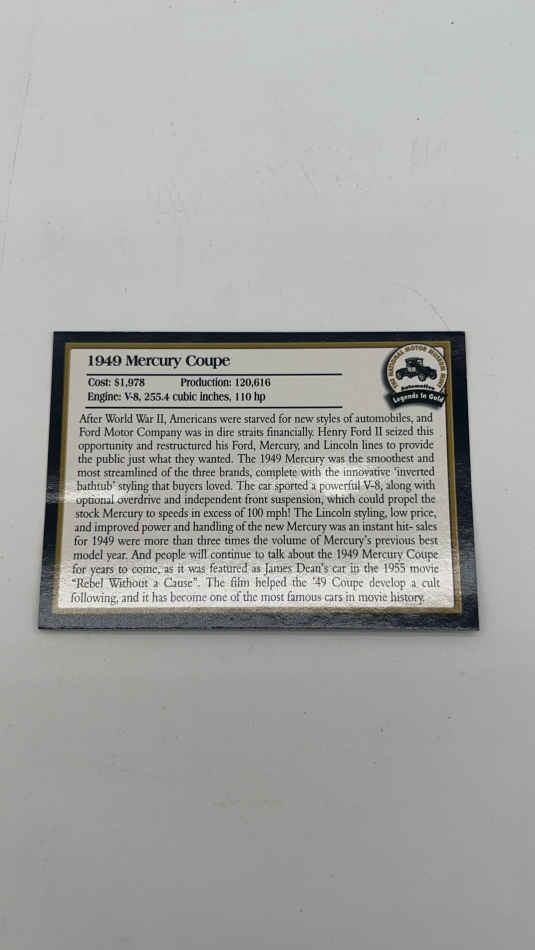 1949 Mercury Coupe
Cost: $1,978 Production: 120,616
Engine: V-8, 255.4 cubic inches, 110 hp
THE NATIONAL MOTOR MUSEUM MINT
Automotive
Legends In Gold
After World War II, Americans were starved for new styles of automobiles, and
Ford Motor Company was in dire straits financially. Henry Ford II seized this
opportunity and restructured his Ford, Mercury, and Lincoln lines to provide
the public just what they wanted. The 1949 Mercury was the smoothest and
most streamlined of the three brands, complete with the innovative 'inverted
bathtub' styling that buyers loved. The car sported a powerful V-8, along with
optional overdrive and independent front suspension, which could propel the
stock Mercury to speeds in excess of 100 mph! The Lincoln styling, low price,
and improved power and handling of the new Mercury was an instant hit- sales
for 1949 were more than three times the volume of Mercury's previous best
model year. And people will continue to talk about the 1949 Mercury Coupe
for years to come, as it was featured as James Dean's car in the 1955 movie
"Rebel Without a Cause". The film helped the '49 Coupe develop a cult
following, and it has become one of the most famous cars in movie history.